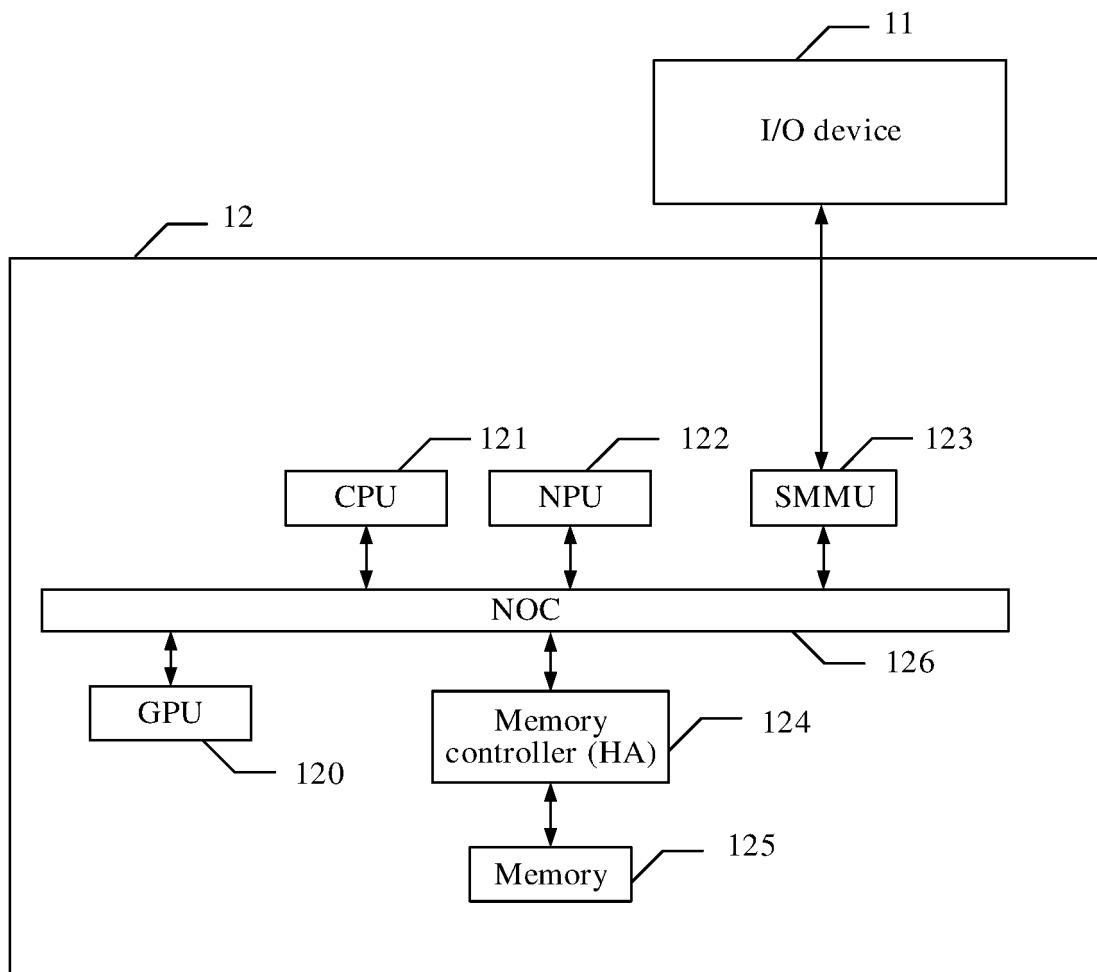 11
I/O device
12
121
122
123
CPU
NPU
SMMU
NOC
126
GPU
120
Memory
controller (HA)
124
125
Memory